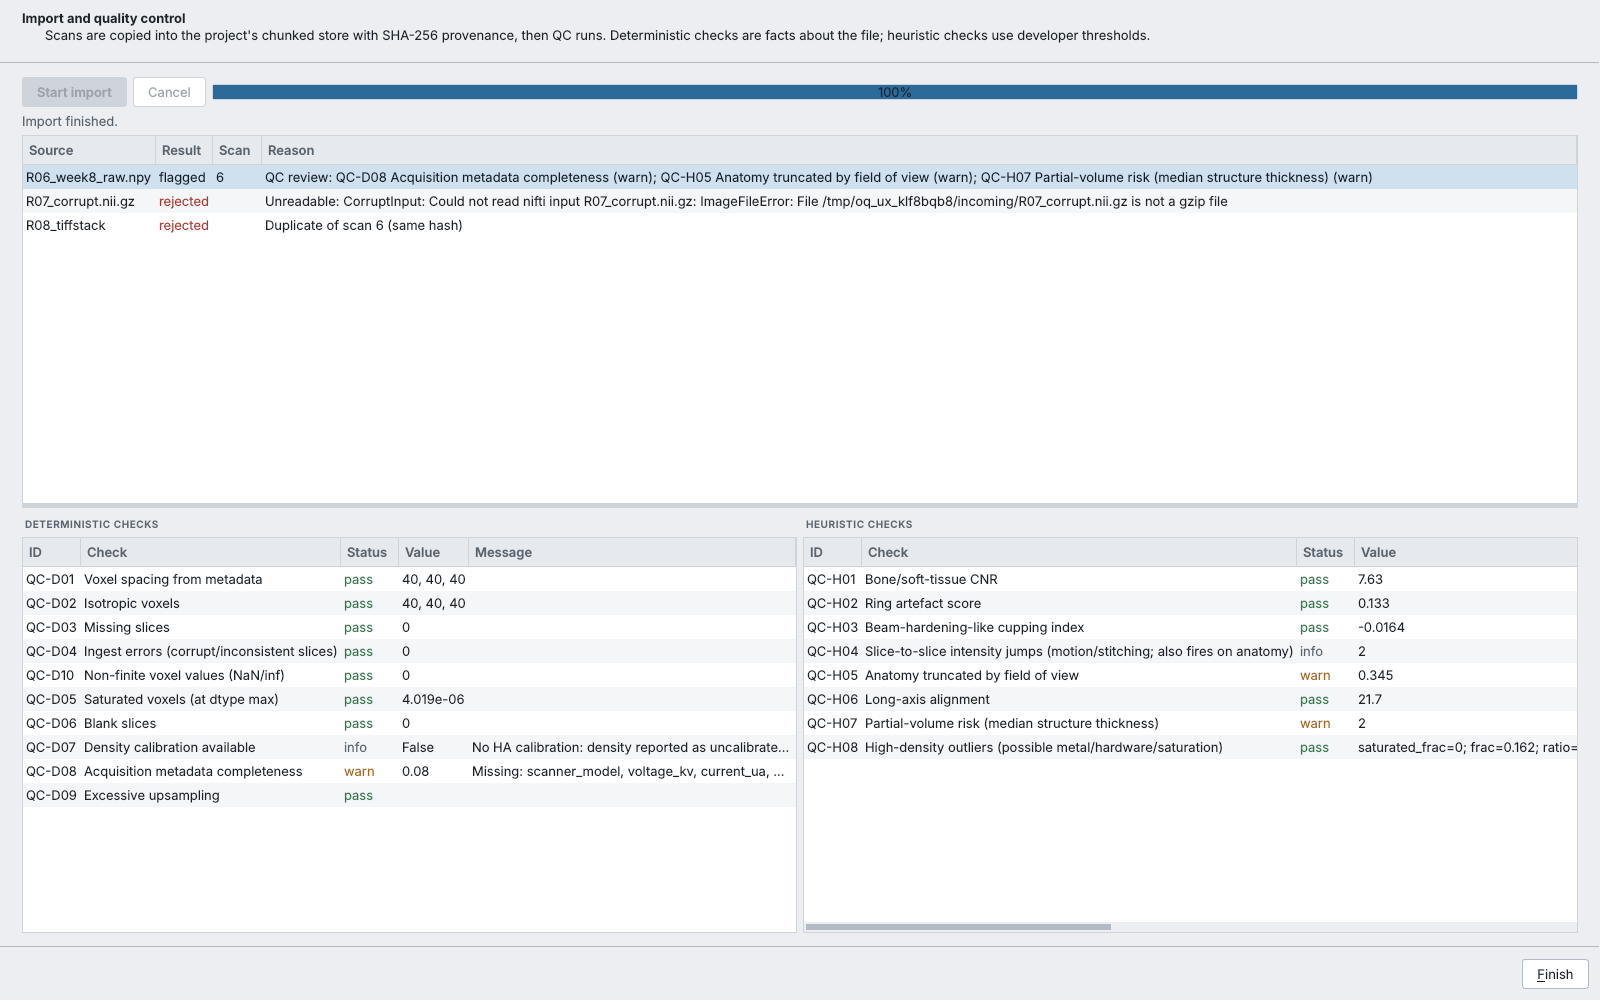 Import and quality control
Scans are copied into the project's chunked store with SHA-256 provenance, then QC runs. Deterministic checks are facts about the file; heuristic checks use developer thresholds.
Start import Cancel 100%
Import finished.
Source Result Scan Reason
R06_week8_raw.npy flagged 6 QC review: QC-D08 Acquisition metadata completeness (warn); QC-H05 Anatomy truncated by field of view (warn); QC-H07 Partial-volume risk (median structure thickness) (warn)
R07_corrupt.nii.gz rejected Unreadable: CorruptInput: Could not read nifti input R07_corrupt.nii.gz: ImageFileError: File /tmp/oq_ux_klf8bqb8/incoming/R07_corrupt.nii.gz is not a gzip file
R08_tiffstack rejected Duplicate of scan 6 (same hash)
DETERMINISTIC CHECKS
ID Check Status Value Message
QC-D01 Voxel spacing from metadata pass 40, 40, 40
QC-D02 Isotropic voxels pass 40, 40, 40
QC-D03 Missing slices pass 0
QC-D04 Ingest errors (corrupt/inconsistent slices) pass 0
QC-D10 Non-finite voxel values (NaN/inf) pass 0
QC-D05 Saturated voxels (at dtype max) pass 4.019e-06
QC-D06 Blank slices pass 0
QC-D07 Density calibration available info False No HA calibration: density reported as uncalibrate...
QC-D08 Acquisition metadata completeness warn 0.08 Missing: scanner_model, voltage_kv, current_ua, ...
QC-D09 Excessive upsampling pass
HEURISTIC CHECKS
ID Check Status Value
QC-H01 Bone/soft-tissue CNR pass 7.63
QC-H02 Ring artefact score pass 0.133
QC-H03 Beam-hardening-like cupping index pass -0.0164
QC-H04 Slice-to-slice intensity jumps (motion/stitching; also fires on anatomy) info 2
QC-H05 Anatomy truncated by field of view warn 0.345
QC-H06 Long-axis alignment pass 21.7
QC-H07 Partial-volume risk (median structure thickness) warn 2
QC-H08 High-density outliers (possible metal/hardware/saturation) pass saturated_frac=0; frac=0.162; ratio=
Finish